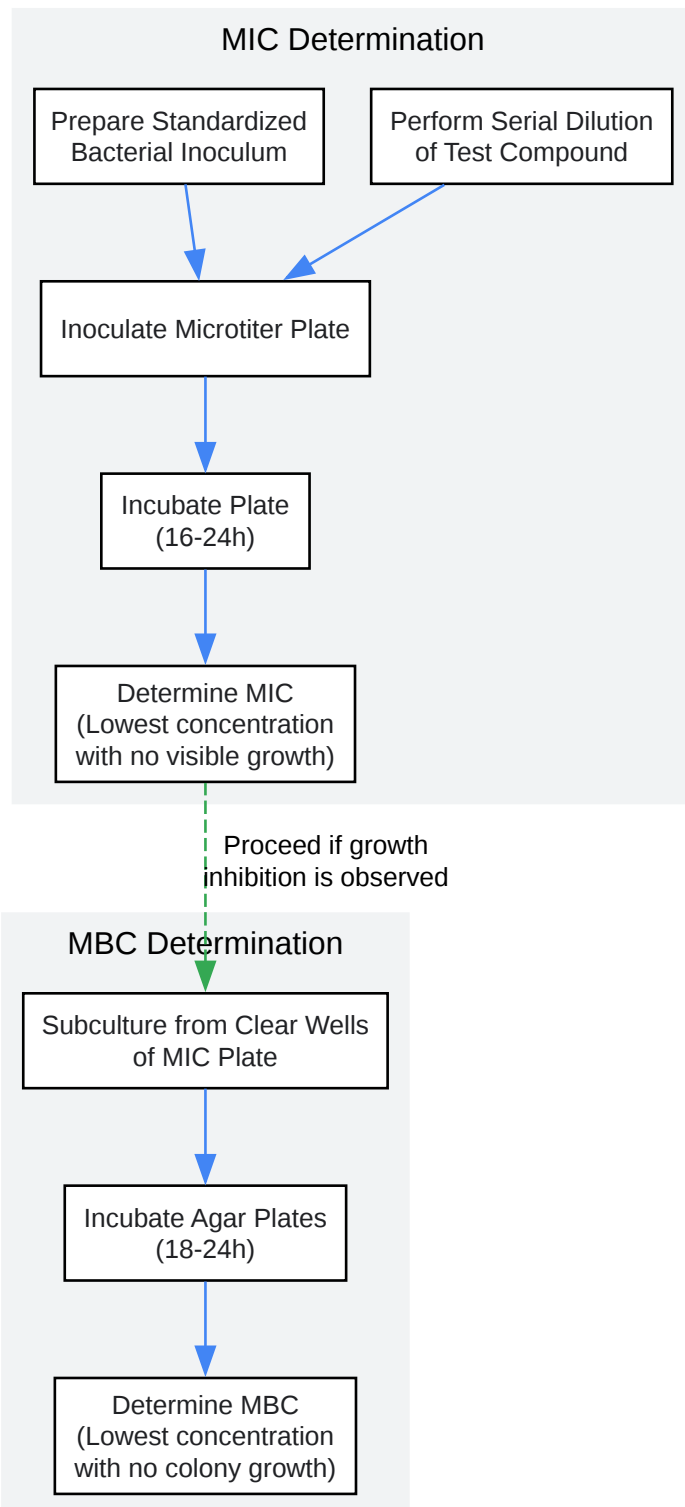 MIC Determination
Prepare Standardized
Bacterial Inoculum
Perform Serial Dilution
of Test Compound
Inoculate Microtiter Plate
Incubate Plate
(16-24h)
Determine MIC
(Lowest concentration
with no visible growth)
Proceed if growth
inhibition is observed
MBC Determination
Subculture from Clear Wells
of MIC Plate
Incubate Agar Plates
(18-24h)
Determine MBC
(Lowest concentration
with no colony growth)